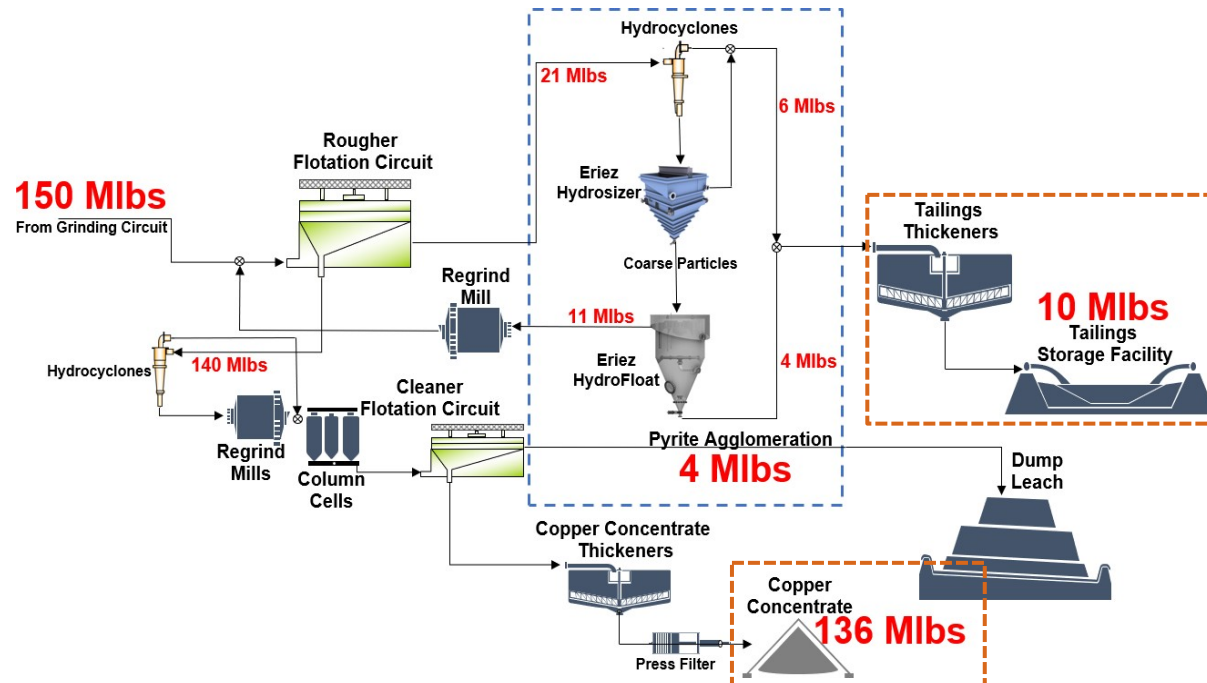 Hydrocyclones
21 Mlbs
6 Mlbs
Rougher
Flotation Circuit
Eriez
Hydrosizer
150 Mlbs
From Grinding Circuit
Tailings
Thickeners
Coarse Particles
Regrind
Mill
11 Mlbs
10 Mlbs
Tailings
Storage Facility
Eriez
HydroFloat
4 Mlbs
Hydrocyclones
140 Mlbs
Cleaner
Flotation Circuit
Regrind
Mills
Column
Cells
Pyrite Agglomeration
4 Mlbs
Dump
Leach
Copper Concentrate
Thickeners
Copper
Concentrate
136 Mlbs
Press Filter